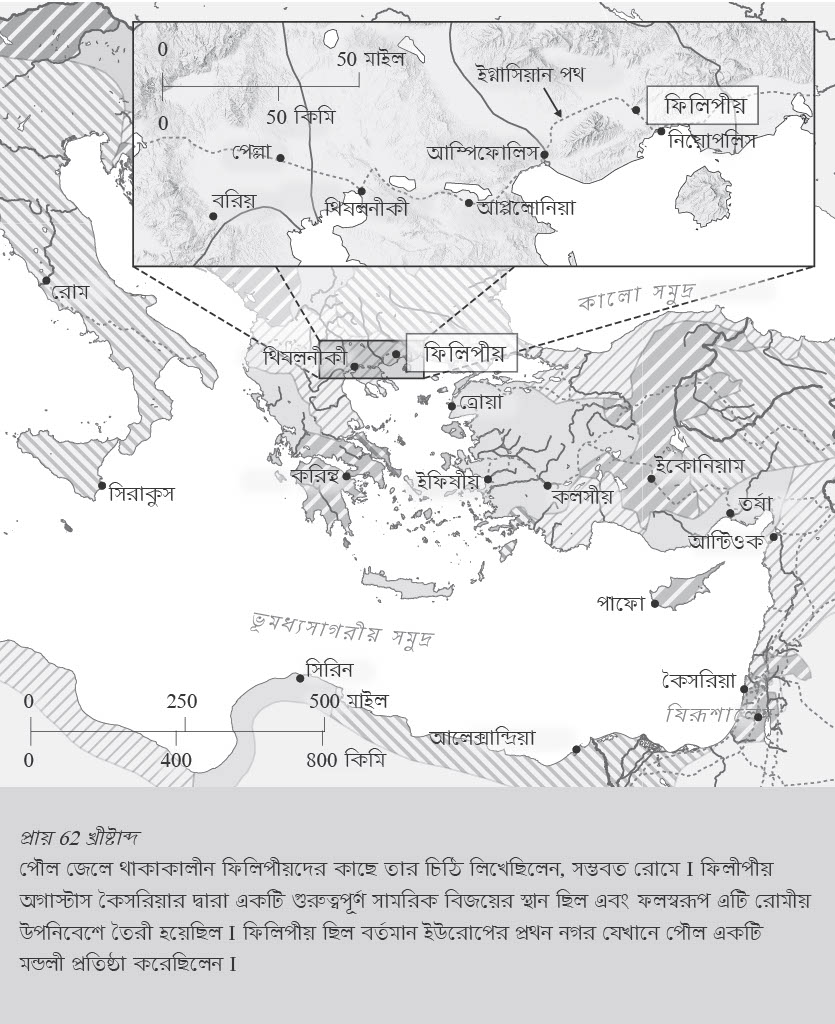 0
50 মাইল
ইগ্নাসিয়ান পথ
ফিলিপীয়
0
50 কিমি
নিয়োপলিস
পেল্লা
আম্পিফোলিস
বরিয়
থিষলনীকী
আপ্পলোনিয়া
রোম
কালো সমুদ্র
থিষলনীকী
ফিলিপীয়
ত্রোয়া
করিন্থ
ইফিষীয়
ইকোনিয়াম
সিরাকুস
কলসীয়
তর্ষা
আন্টিওক
পাফো
ভূমধ্যসাগরীয় সমুদ্র
সিরিন
কৈসরিয়া
0
250
500 মাইল
যিরূশালেম
আলেক্সান্দ্রিয়া
0
400
800 কিমি
প্রায় 62 খ্রীষ্টাব্দ
পৌল জেলে থাকাকালীন ফিলিপীয়দের কাছে তার চিঠি লিখেছিলেন, সম্ভবত রোমে I ফিলীপীয়
অগাস্টাস কৈসরিয়ার দ্বারা একটি গুরুত্বপূর্ণ সামরিক বিজয়ের স্থান ছিল এবং ফলস্বরূপ এটি রোমীয়
উপনিবেশে তৈরী হয়েছিল I ফিলিপীয় ছিল বর্তমান ইউরোপের প্রথন নগর যেখানে পৌল একটি
মন্ডলী প্রতিষ্ঠা করেছিলেন I